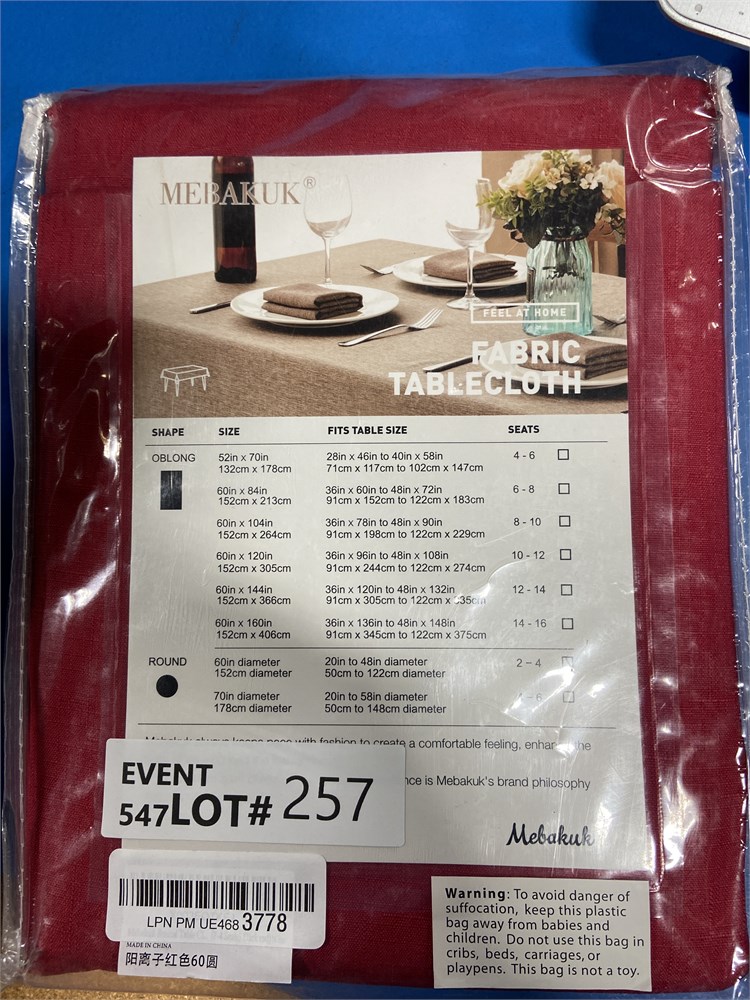 MEBAKUK®
FEEL AT HOME
FABRIC
TABLECLOTH
SHAPE SIZE FITS TABLE SIZE SEATS
OBLONG 52in x 70in 28in x 46in to 40in x 58in 4 - 6
132cm x 178cm 71cm x 117cm to 102cm x 147cm
60in x 84in 36in x 60in to 48in x 72in 6 - 8
152cm x 213cm 91cm x 152cm to 122cm x 183cm
60in x 104in 36in x 78in to 48in x 90in 8 - 10
152cm x 264cm 91cm x 198cm to 122cm x 229cm
60in x 120in 36in x 96in to 48in x 108in 10 - 12
152cm x 305cm 91cm x 244cm to 122cm x 274cm
60in x 144in 36in x 120in to 48in x 132in 12 - 14
152cm x 366cm 91cm x 305cm to 122cm x 335cm
60in x 160in 36in x 136in to 48in x 148in 14 - 16
152cm x 406cm 91cm x 345cm to 122cm x 375cm
ROUND 60in diameter 20in to 48in diameter 2 – 4
152cm diameter 50cm to 122cm diameter
70in diameter 20in to 58in diameter 4 – 6
178cm diameter 50cm to 148cm diameter
Mebakuk always keeps pace with fashion to create a comfortable feeling, the
is Mebakuk's brand philosophy
EVENT
547LOT# 257
Mebakuk
LPN PM UE468 3778
MADE IN CHINA
阳离子红色60圆
Warning: To avoid danger of
suffocation, keep this plastic
bag away from babies and
children. Do not use this bag in
cribs, beds, carriages, or
playpens. This bag is not a toy.